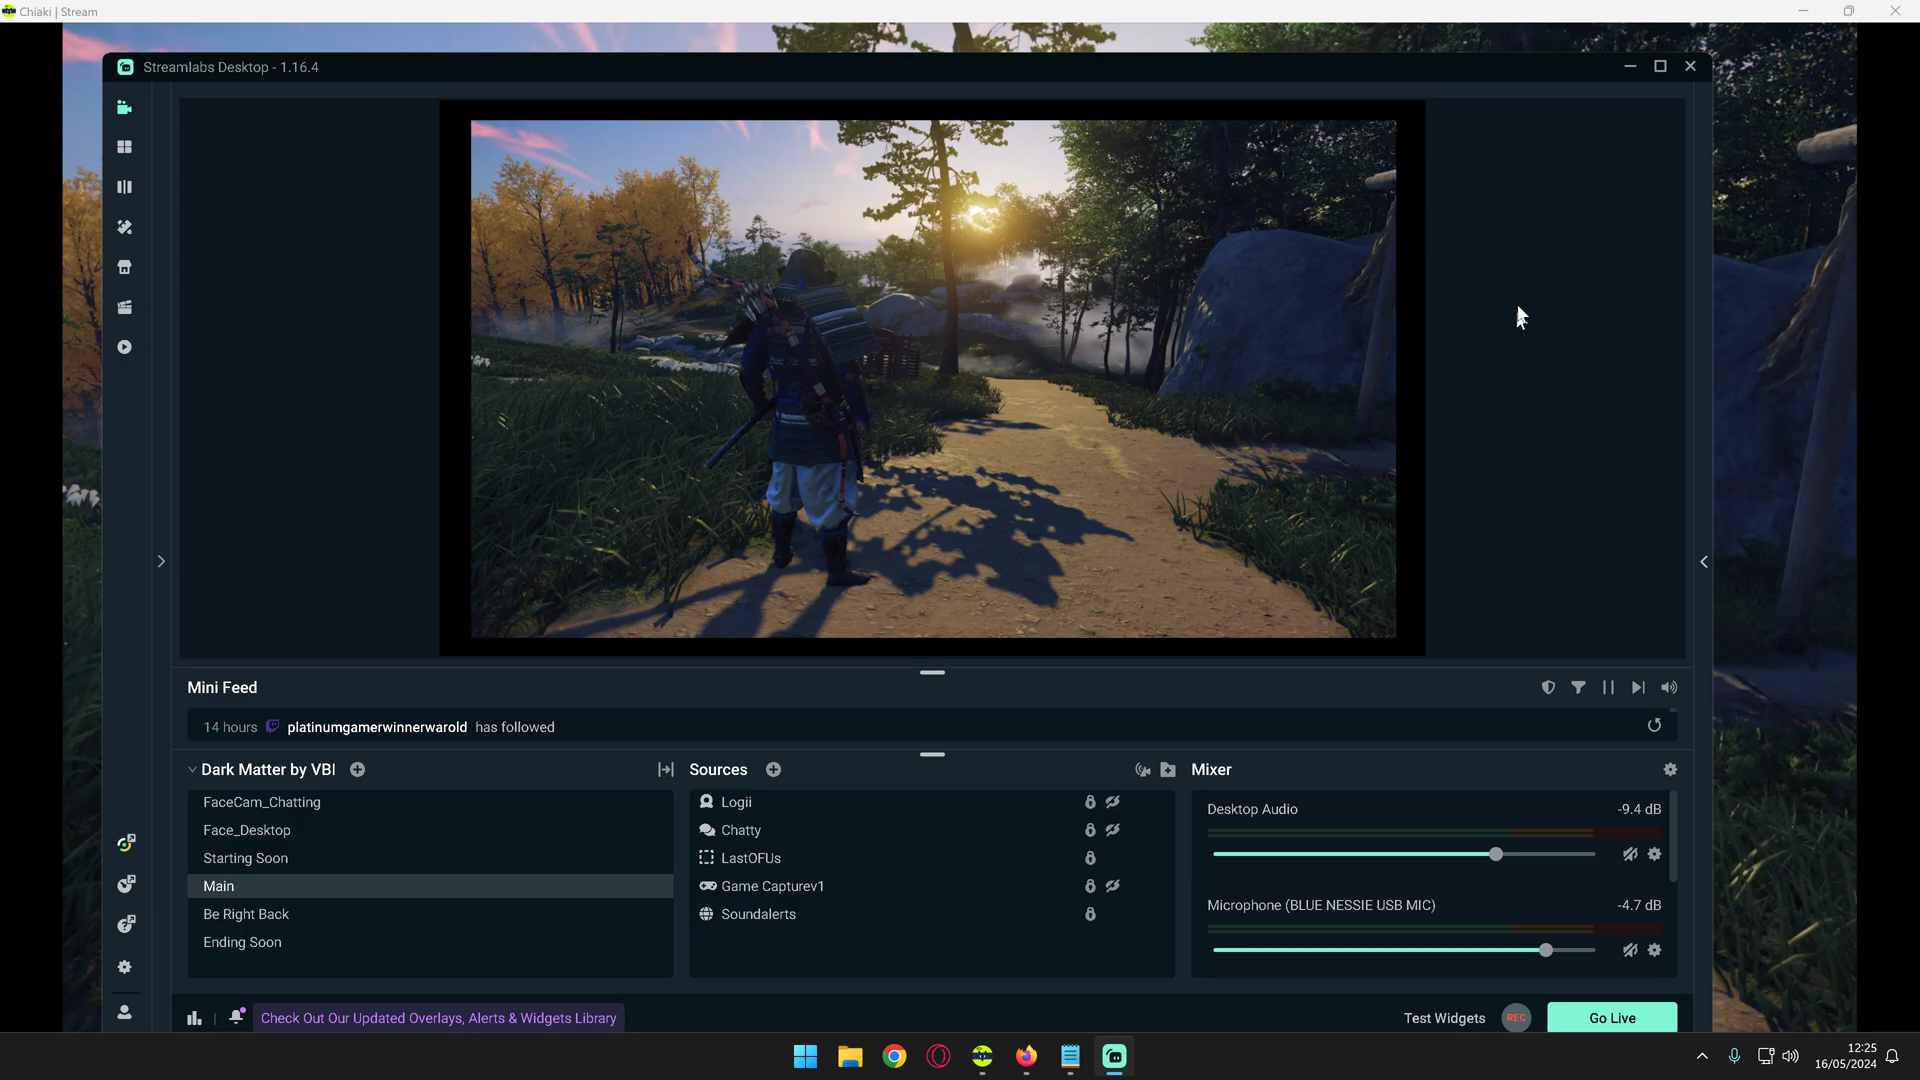 Chiaki | Stream
Streamlabs Desktop - 1.16.4
Mini Feed
14 hours platinumgamerwinnerwarold has followed
Dark Matter by VBI
FaceCam_Chatting
Face_Desktop
Starting Soon
Main
Be Right Back
Ending Soon
Sources
Logii
Chatty
LastOFUs
Game Capturev1
Soundalerts
Mixer
Desktop Audio -9.4 dB
Microphone (BLUE NESSIE USB MIC) -4.7 dB
Check Out Our Updated Overlays, Alerts & Widgets Library
Test Widgets REC Go Live
12:25
16/05/2024